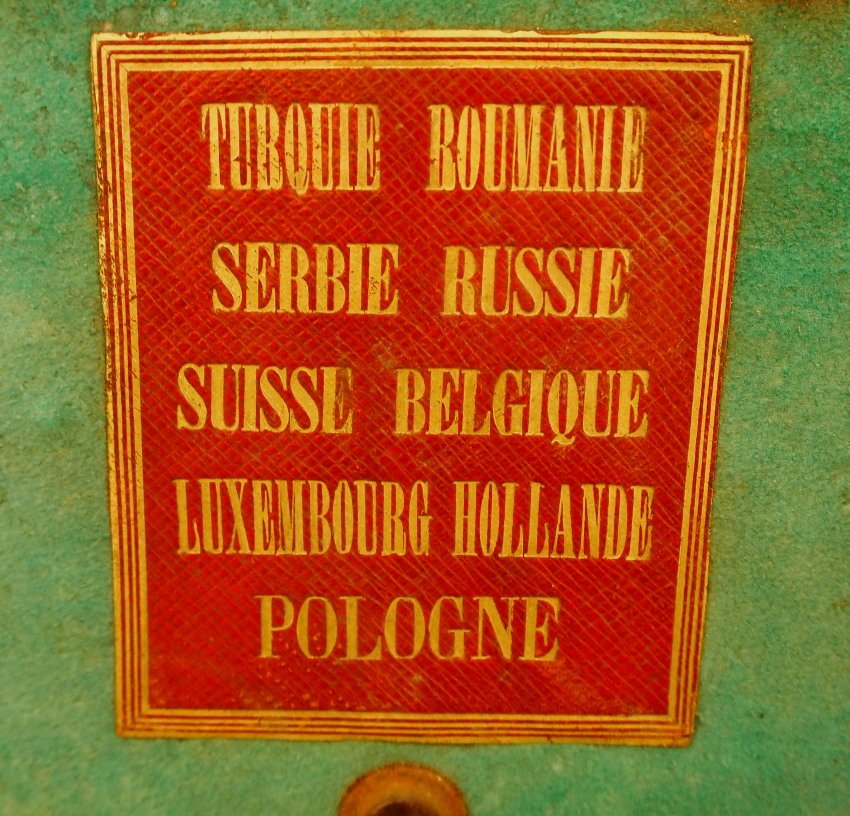 TURQUIE ROUMANIE
SERBIE RUSSIE
SUISSE BELGIQUE
LUXEMBOURG HOLLANDE
POLOGNE